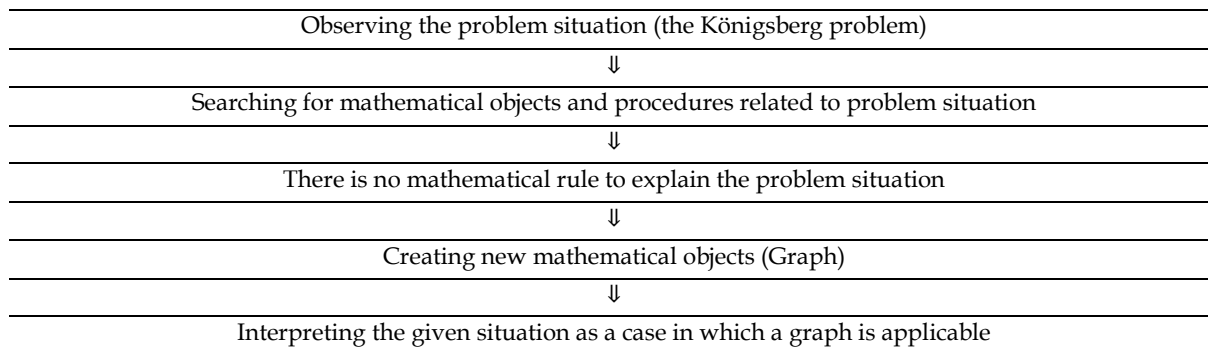 Observing the problem situation (the Königsberg problem)
⇓
Searching for mathematical objects and procedures related to problem situation
⇓
There is no mathematical rule to explain the problem situation
⇓
Creating new mathematical objects (Graph)
⇓
Interpreting the given situation as a case in which a graph is applicable